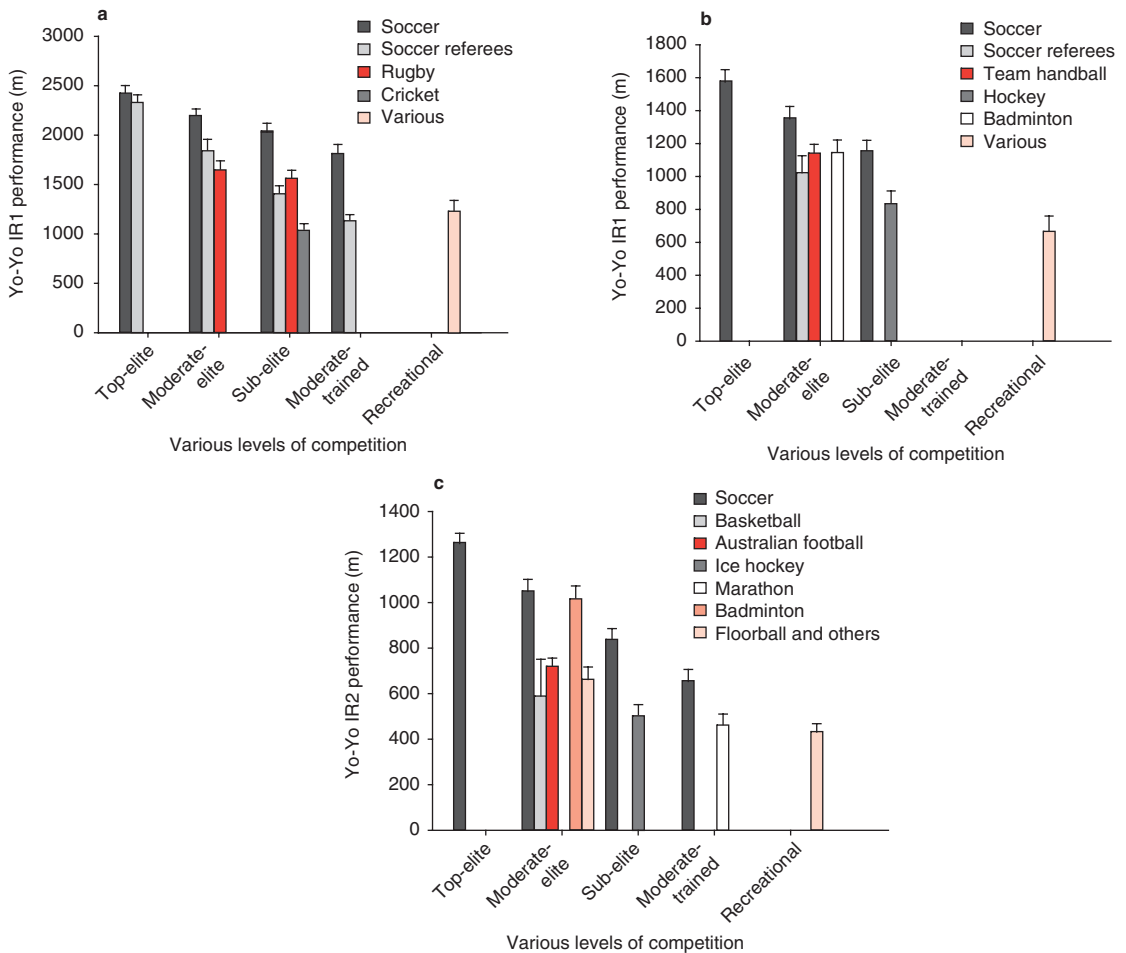 a
Soccer
Soccer referees
Rugby
Cricket
Various
Yo-Yo IR1 performance (m)
3000
2500
2000
1500
1000
500
0
Top-elite
Moderate-
elite
Sub-elite
Moderate-
trained
Recreational
Various levels of competition
b
Soccer
Soccer referees
Team handball
Hockey
Badminton
Various
Yo-Yo IR1 performance (m)
1800
1600
1400
1200
1000
800
600
400
200
0
Top-elite
Moderate-
elite
Sub-elite
Moderate-
trained
Recreational
Various levels of competition
c
Soccer
Basketball
Australian football
Ice hockey
Marathon
Badminton
Floorball and others
Yo-Yo IR2 performance (m)
1400
1200
1000
800
600
400
200
0
Top-elite
Moderate-
elite
Sub-elite
Moderate-
trained
Recreational
Various levels of competition